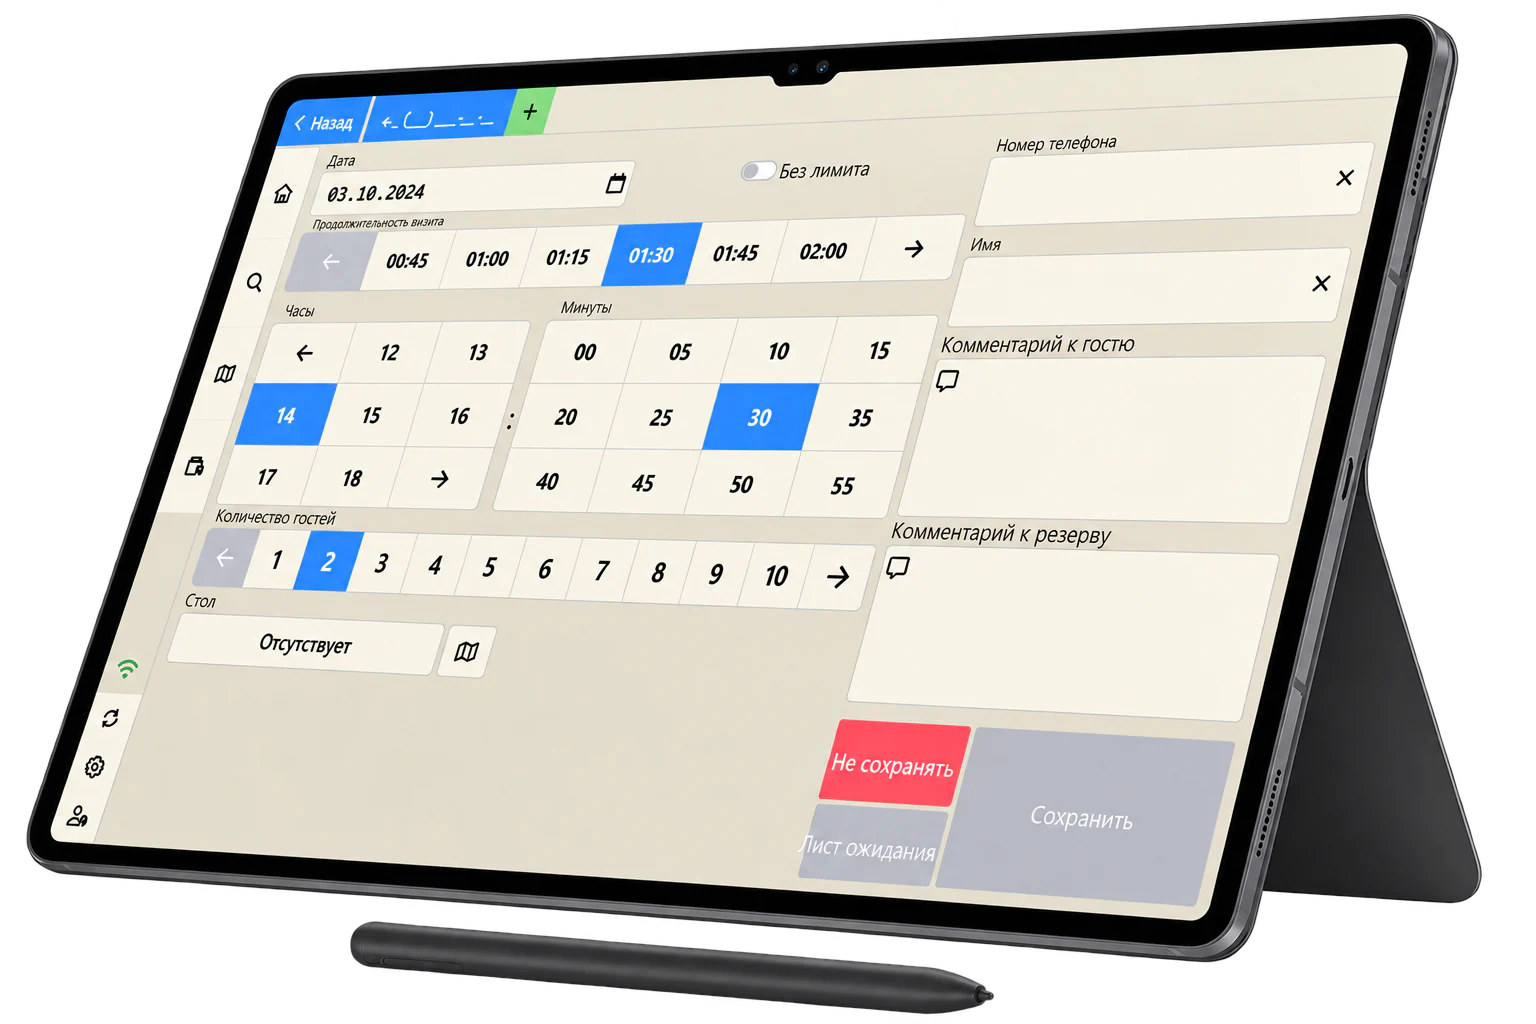 Назад
+
Дата
03.10.2024
Без лимита
Продолжительность визита
00:45 01:00 01:15 01:30 01:45 02:00
Часы
12 13
14 15 16
17 18
:
Минуты
00 05 10 15
20 25 30 35
40 45 50 55
Количество гостей
1 2 3 4 5 6 7 8 9 10
Стол
Отсутствует
Номер телефона
Имя
Комментарий к гостю
Комментарий к резерву
Не сохранять
Лист ожидания
Сохранить